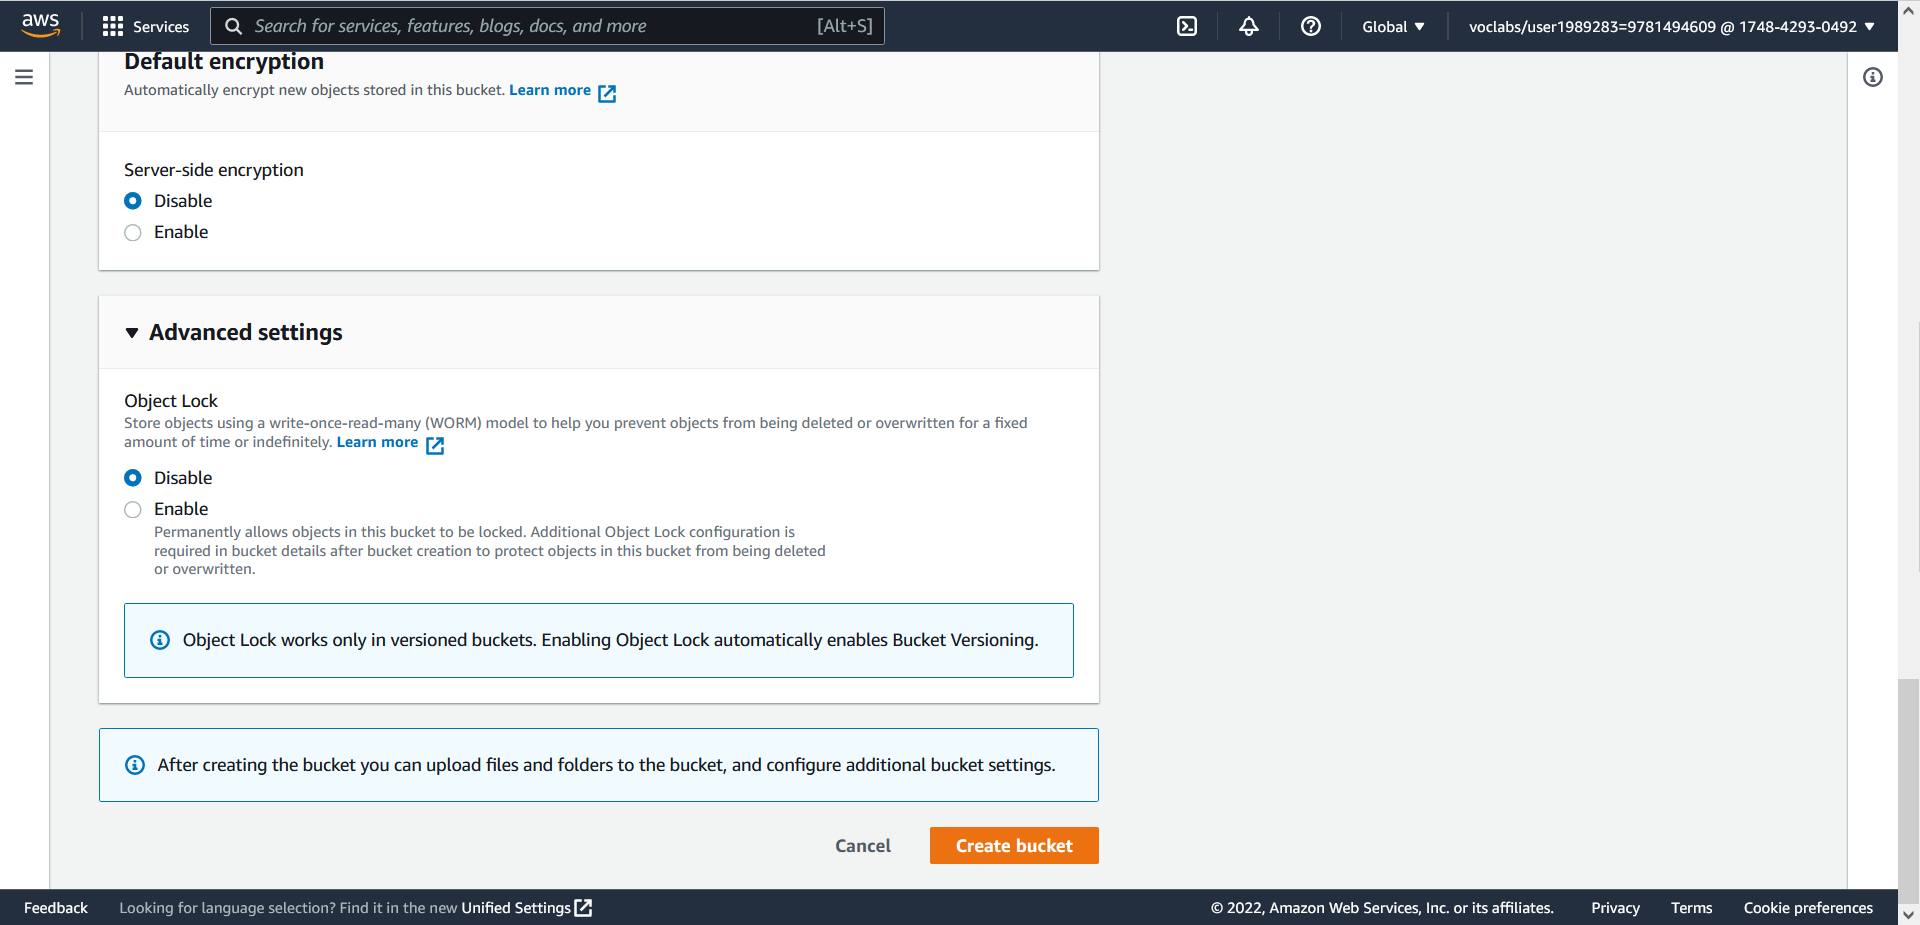 aws
Services
Search for services, features, blogs, docs, and more [Alt+S]
Global
voclabs/user1989283=9781494609 @ 1748-4293-0492
Default encryption
Automatically encrypt new objects stored in this bucket. Learn more
Server-side encryption
Disable
Enable
Advanced settings
Object Lock
Store objects using a write-once-read-many (WORM) model to help you prevent objects from being deleted or overwritten for a fixed
amount of time or indefinitely. Learn more
Disable
Enable
Permanently allows objects in this bucket to be locked. Additional Object Lock configuration is
required in bucket details after bucket creation to protect objects in this bucket from being deleted
or overwritten.
Object Lock works only in versioned buckets. Enabling Object Lock automatically enables Bucket Versioning.
After creating the bucket you can upload files and folders to the bucket, and configure additional bucket settings.
Cancel
Create bucket
Feedback
Looking for language selection? Find it in the new Unified Settings
© 2022, Amazon Web Services, Inc. or its affiliates.
Privacy
Terms
Cookie preferences